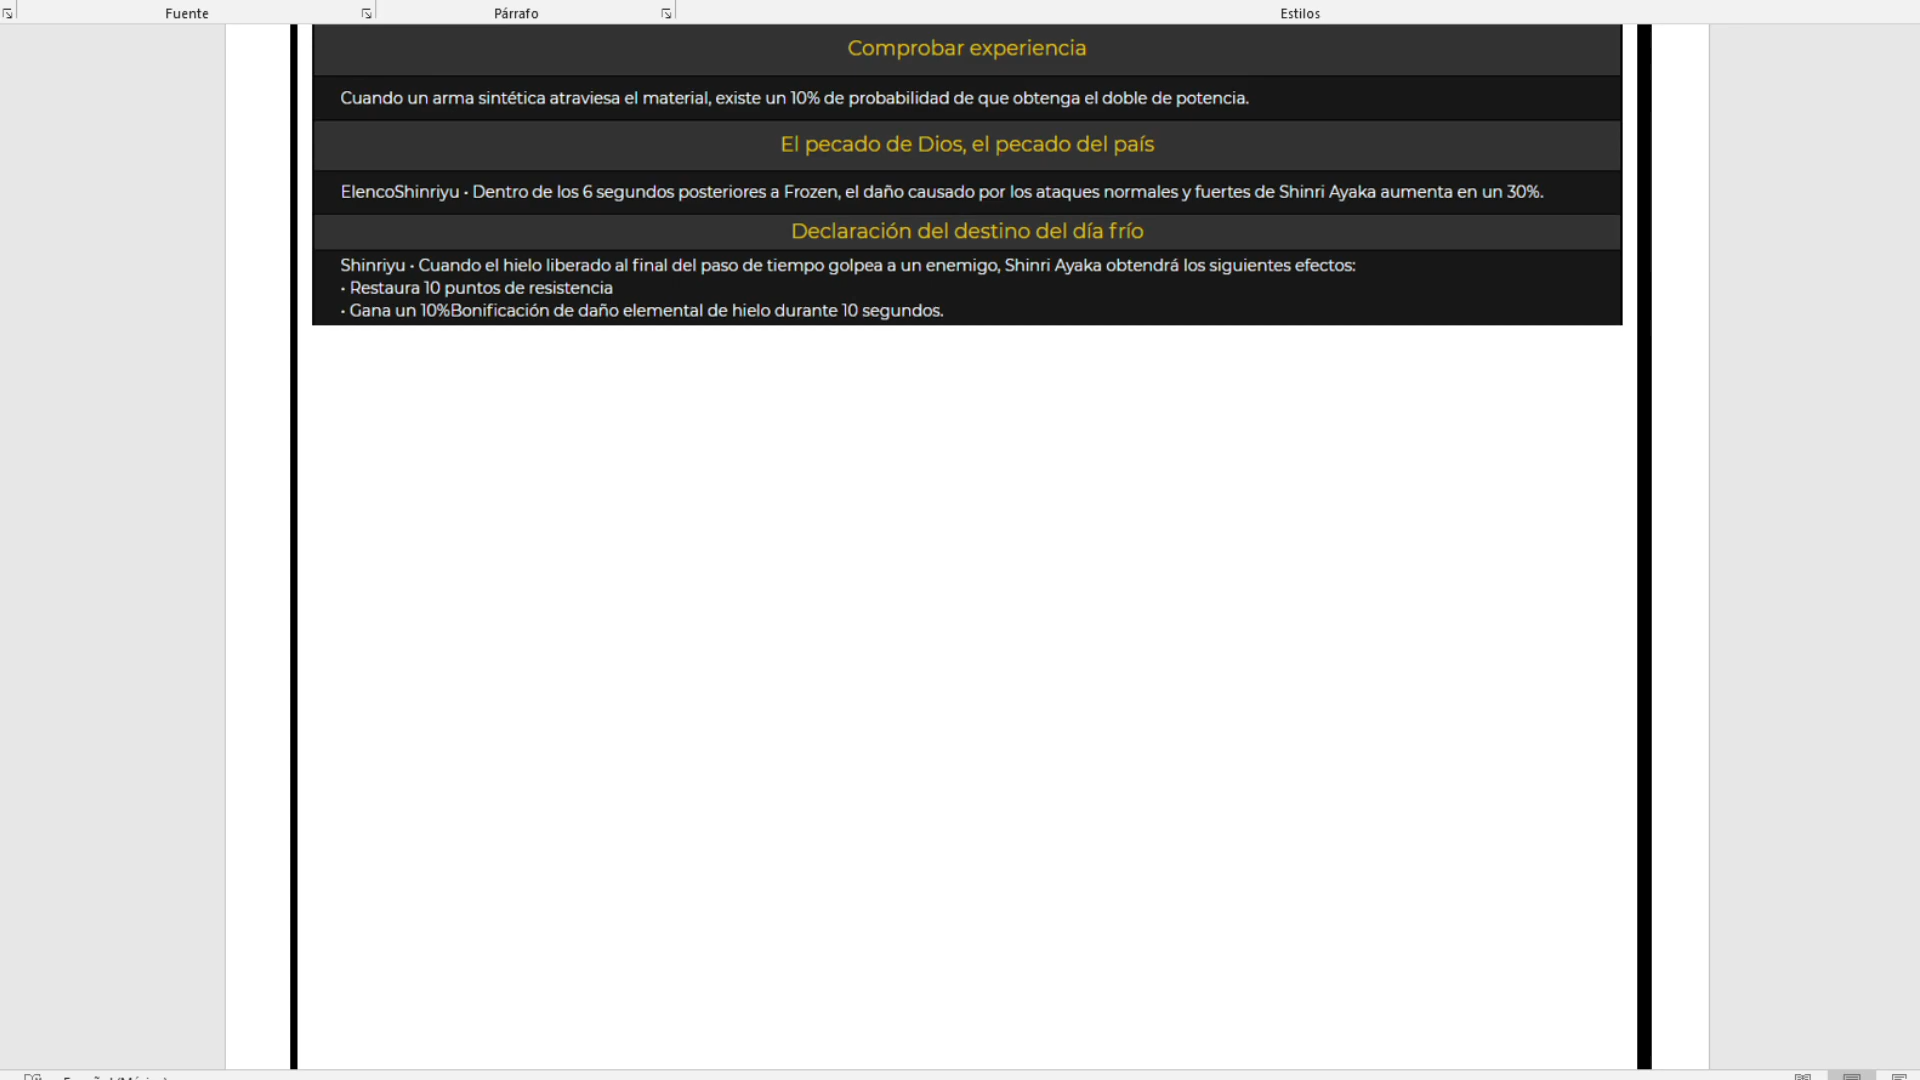 Fuente
Párrafo
Estilos
Comprobar experiencia
Cuando un arma sintética atraviesa el material, existe un 10% de probabilidad de que obtenga el doble de potencia.
El pecado de Dios, el pecado del país
ElencoShinriyu · Dentro de los 6 segundos posteriores a Frozen, el daño causado por los ataques normales y fuertes de Shinri Ayaka aumenta en un 30%.
Declaración del destino del día frío
Shinriyu · Cuando el hielo liberado al final del paso de tiempo golpea a un enemigo, Shinri Ayaka obtendrá los siguientes efectos:
· Restaura 10 puntos de resistencia
· Gana un 10%Bonificación de daño elemental de hielo durante 10 segundos.